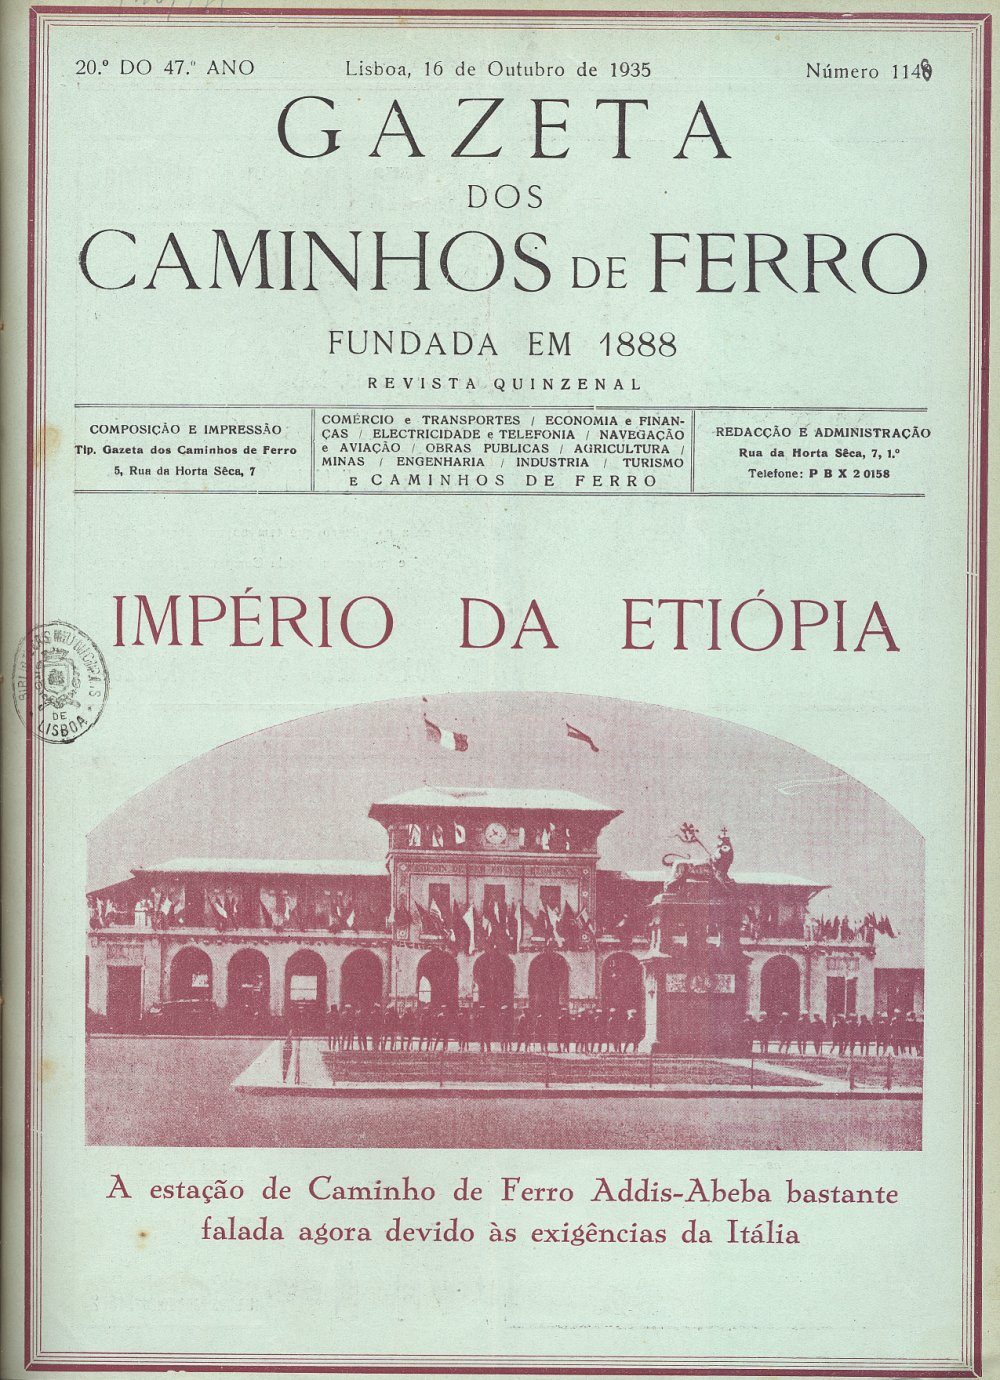 20.º DO 47.º ANO
Lisboa, 16 de Outubro de 1935
Número 1148
GAZETA
DOS
CAMINHOS DE FERRO
FUNDADA EM 1888
REVISTA QUINZENAL
COMPOSIÇÃO E IMPRESSÃO
Tip. Gazeta dos Caminhos de Ferro
5, Rua da Horta Sêca, 7
COMÉRCIO e TRANSPORTES / ECONOMIA e FINAN-
ÇAS / ELECTRICIDADE e TELEFONIA / NAVEGAÇÃO
e AVIAÇÃO / OBRAS PUBLICAS / AGRICULTURA /
MINAS / ENGENHARIA / INDUSTRIA / TURISMO
E CAMINHOS DE FERRO
REDACÇÃO E ADMINISTRAÇÃO
Rua da Horta Sêca, 7, 1.º
Telefone: P B X 2 0158
IMPÉRIO DA ETIÓPIA
BIBLIOTECAS MUNICIPAIS
DE
LISBOA
A estação de Caminho de Ferro Addis-Abeba bastante
falada agora devido às exigências da Itália